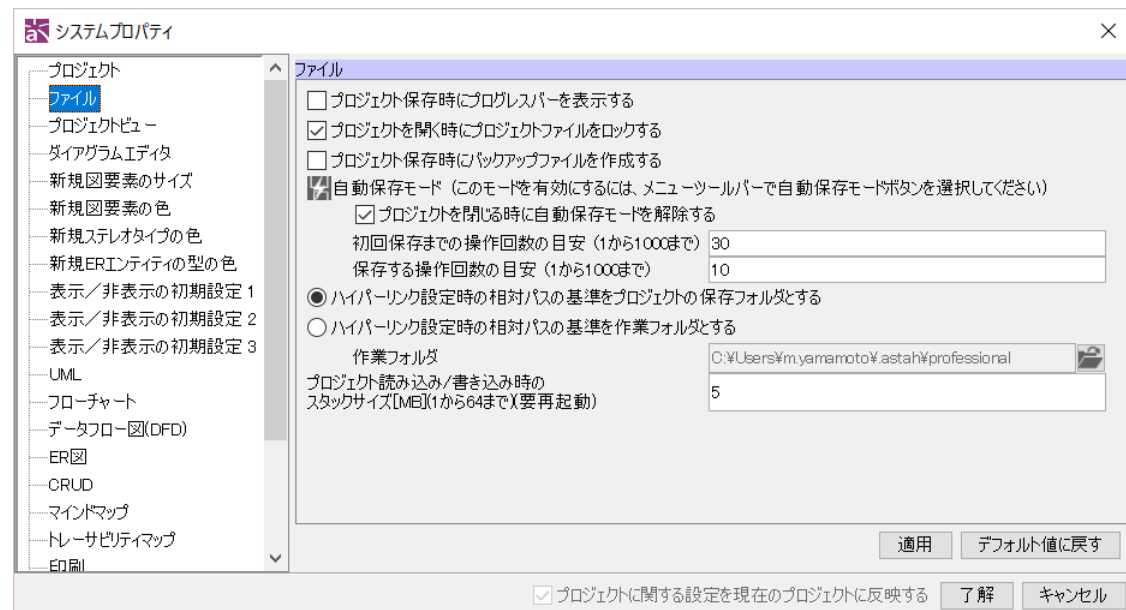 システムプロパティ
プロジェクト
ファイル
プロジェクトビュー
ダイアグラムエディタ
新規図要素のサイズ
新規図要素の色
新規ステレオタイプの色
新規ERエンティティの型の色
表示／非表示の初期設定 1
表示／非表示の初期設定 2
表示／非表示の初期設定 3
UML
フローチャート
データフロー図(DFD)
ER図
CRUD
マインドマップ
トレーサビリティマップ
印刷
ファイル
プロジェクト保存時にプログレスバーを表示する
プロジェクトを開く時にプロジェクトファイルをロックする
プロジェクト保存時にバックアップファイルを作成する
自動保存モード（このモードを有効にするには、メニューツールバーで自動保存モードボタンを選択してください）
プロジェクトを閉じる時に自動保存モードを解除する
初回保存までの操作回数の目安（1から1000まで） 30
保存する操作回数の目安（1から1000まで） 10
ハイパーリンク設定時の相対パスの基準をプロジェクトの保存フォルダとする
ハイパーリンク設定時の相対パスの基準を作業フォルダとする
作業フォルダ C:¥Users¥m.yamamoto¥.astah¥professional
プロジェクト読み込み/書き込み時の
スタックサイズ[MB](1から64まで)(要再起動) 5
適用 デフォルト値に戻す
プロジェクトに関する設定を現在のプロジェクトに反映する 了解 キャンセル